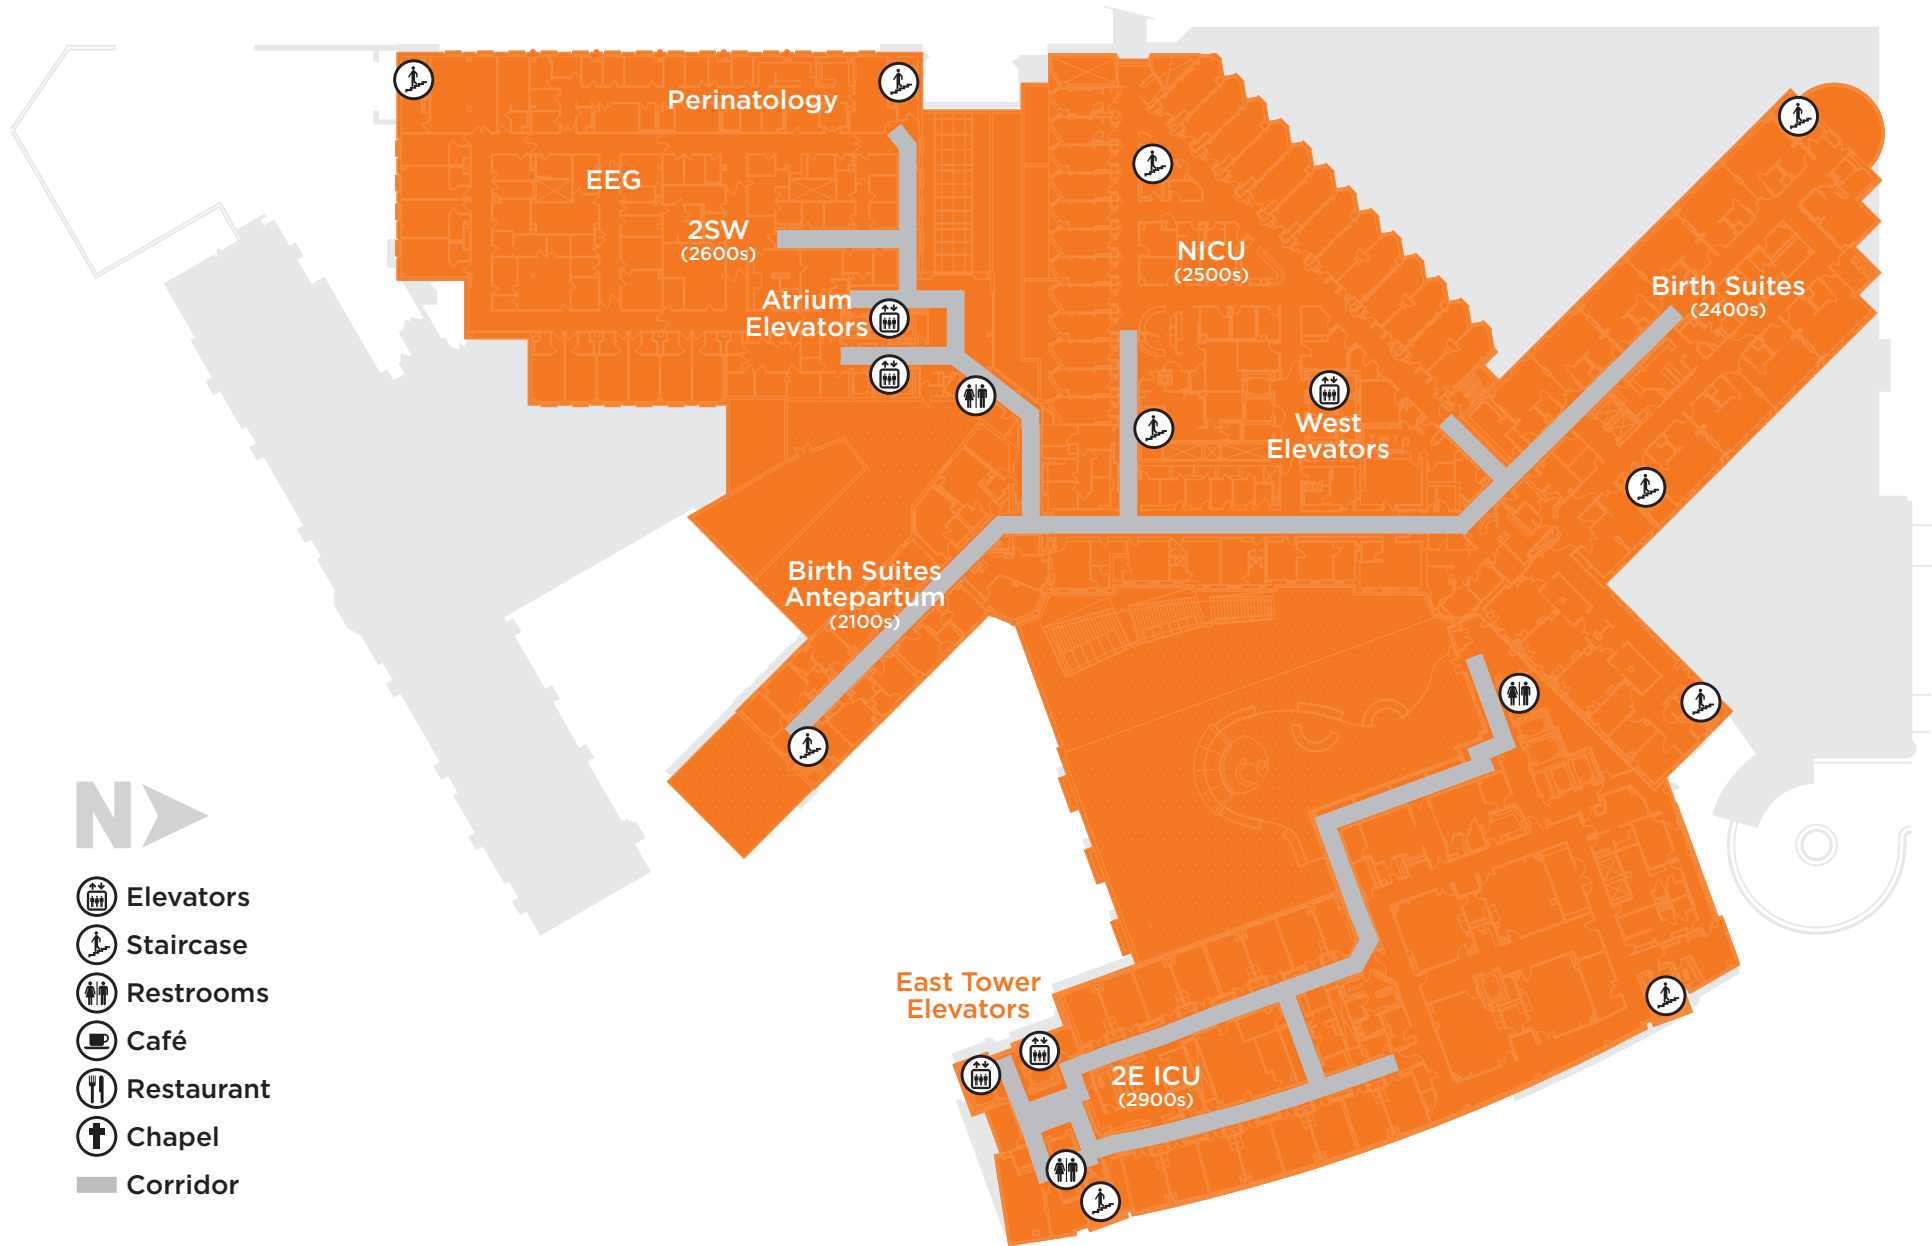 Perinatology
EEG
2SW
(2600s)
Atrium
Elevators
NICU
(2500s)
Birth Suites
(2400s)
West
Elevators
Birth Suites
Antepartum
(2100s)
East Tower
Elevators
2E ICU
(2900s)
N
Elevators
Staircase
Restrooms
Café
Restaurant
Chapel
Corridor